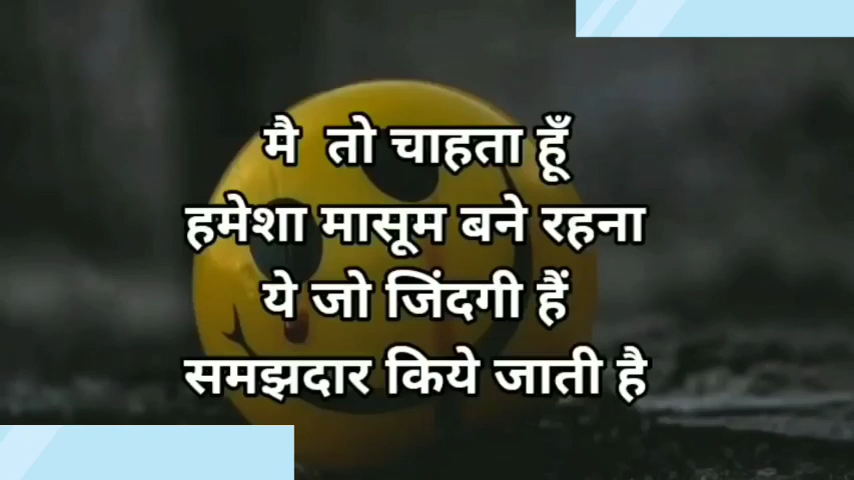 मै तो चाहता हूँ
हमेशा मासूम बने रहना
ये जो जिंदगी हैं
समझदार किये जाती है